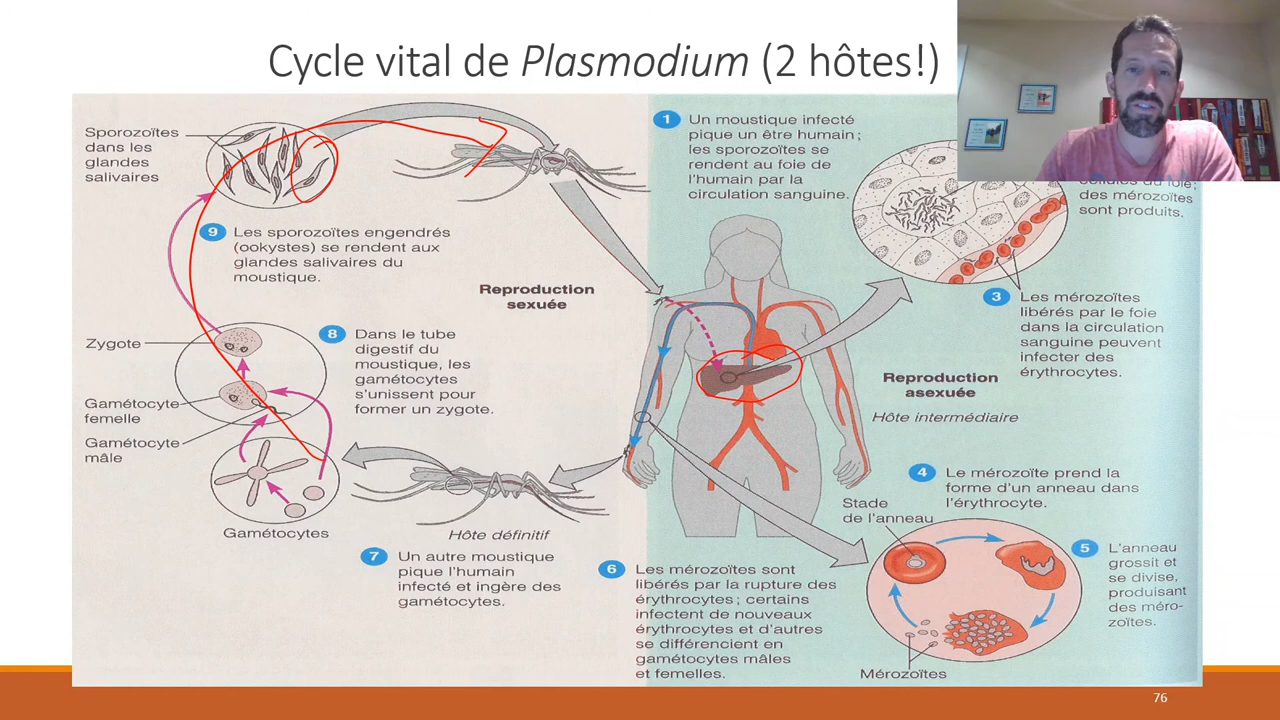 Cycle vital de Plasmodium (2 hôtes!)
Sporozoïtes
dans les
glandes
salivaires
1 Un moustique infecté
pique un être humain;
les sporozoïtes se
rendent au foie de
l'humain par la
circulation sanguine.
cellules du foie;
des mérozoïtes
sont produits.
9 Les sporozoïtes engendrés
(ookystes) se rendent aux
glandes salivaires du
moustique.
Reproduction
sexuée
3 Les mérozoïtes
libérés par le foie
dans la circulation
sanguine peuvent
infecter des
érythrocytes.
Zygote
8 Dans le tube
digestif du
moustique, les
gamétocytes
s'unissent pour
former un zygote.
Gamétocyte
femelle
Gamétocyte
mâle
Reproduction
asexuée
Hôte intermédiaire
Gamétocytes
Hôte définitif
7 Un autre moustique
pique l'humain
infecté et ingère des
gamétocytes.
4 Le mérozoïte prend la
forme d'un anneau dans
l'érythrocyte.
Stade
de l'anneau
5 L'anneau
grossit et
se divise,
produisant
des méro-
zoïtes.
6 Les mérozoïtes sont
libérés par la rupture des
érythrocytes; certains
infectent de nouveaux
érythrocytes et d'autres
se différencient en
gamétocytes mâles
et femelles.
Mérozoïtes
76